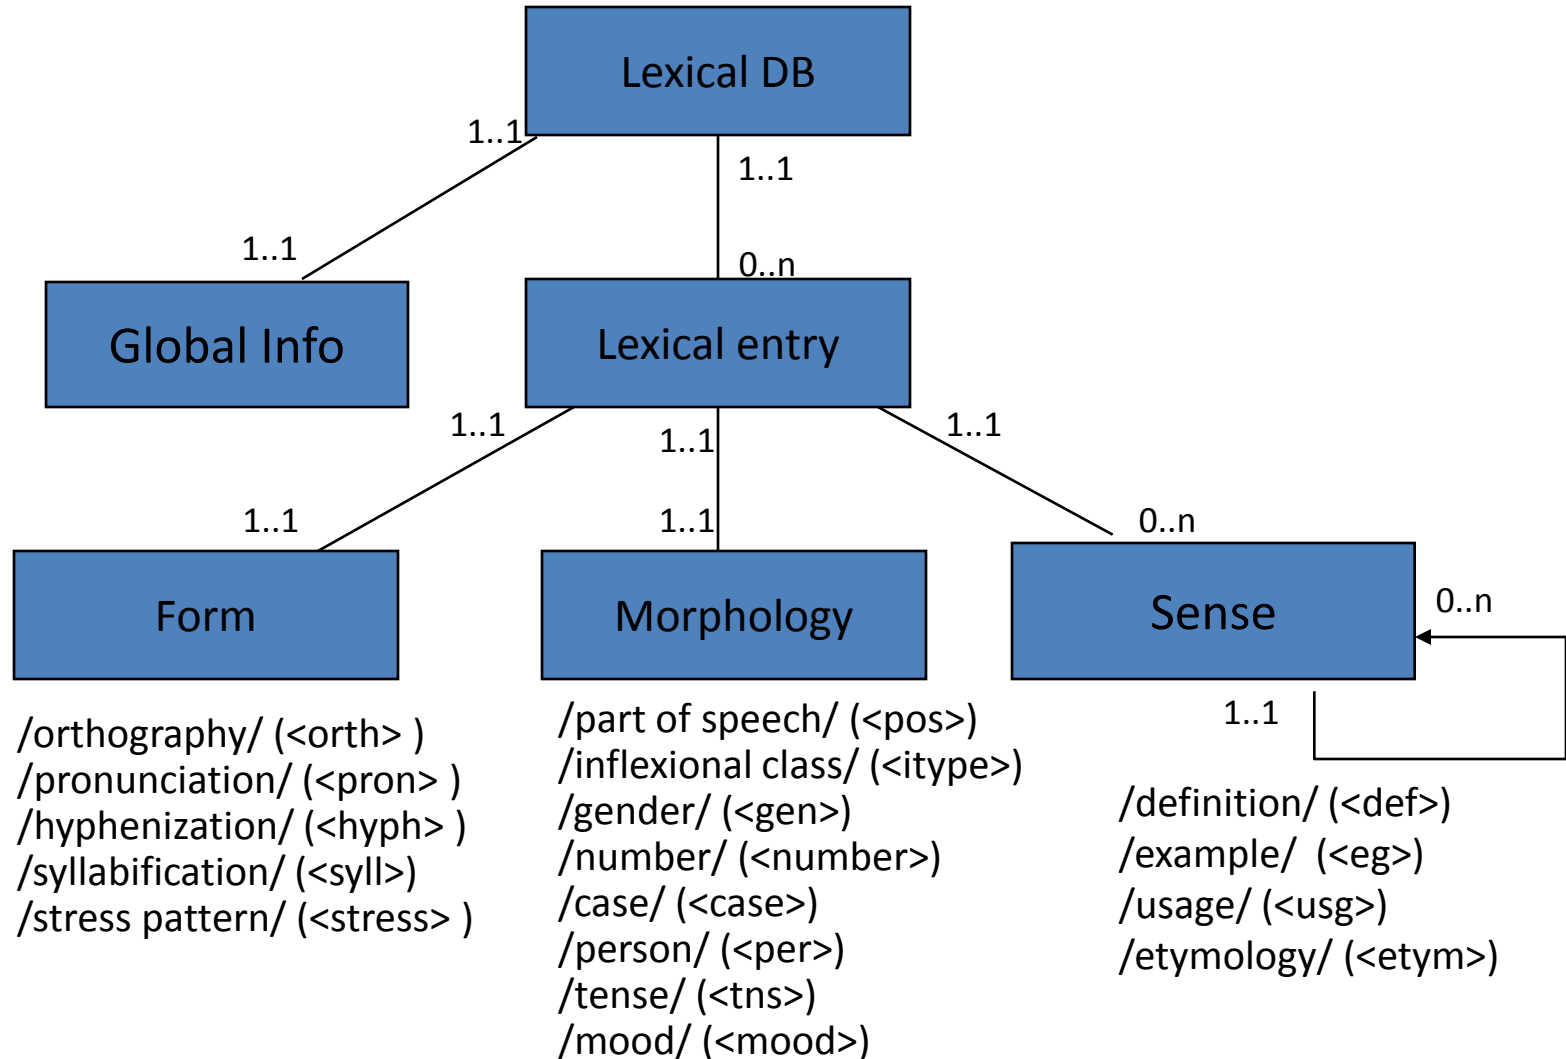 Lexical DB
1..1
1..1
1..1
0..n
Global Info
Lexical entry
1..1
1..1
1..1
1..1
1..1
0..n
Form
Morphology
Sense
0..n
1..1
/orthography/ (<orth> )
/pronunciation/ (<pron> )
/hyphenization/ (<hyph> )
/syllabification/ (<syll>)
/stress pattern/ (<stress> )
/part of speech/ (<pos>)
/inflexional class/ (<itype>)
/gender/ (<gen>)
/number/ (<number>)
/case/ (<case>)
/person/ (<per>)
/tense/ (<tns>)
/mood/ (<mood>)
/definition/ (<def>)
/example/  (<eg>)
/usage/ (<usg>)
/etymology/ (<etym>)